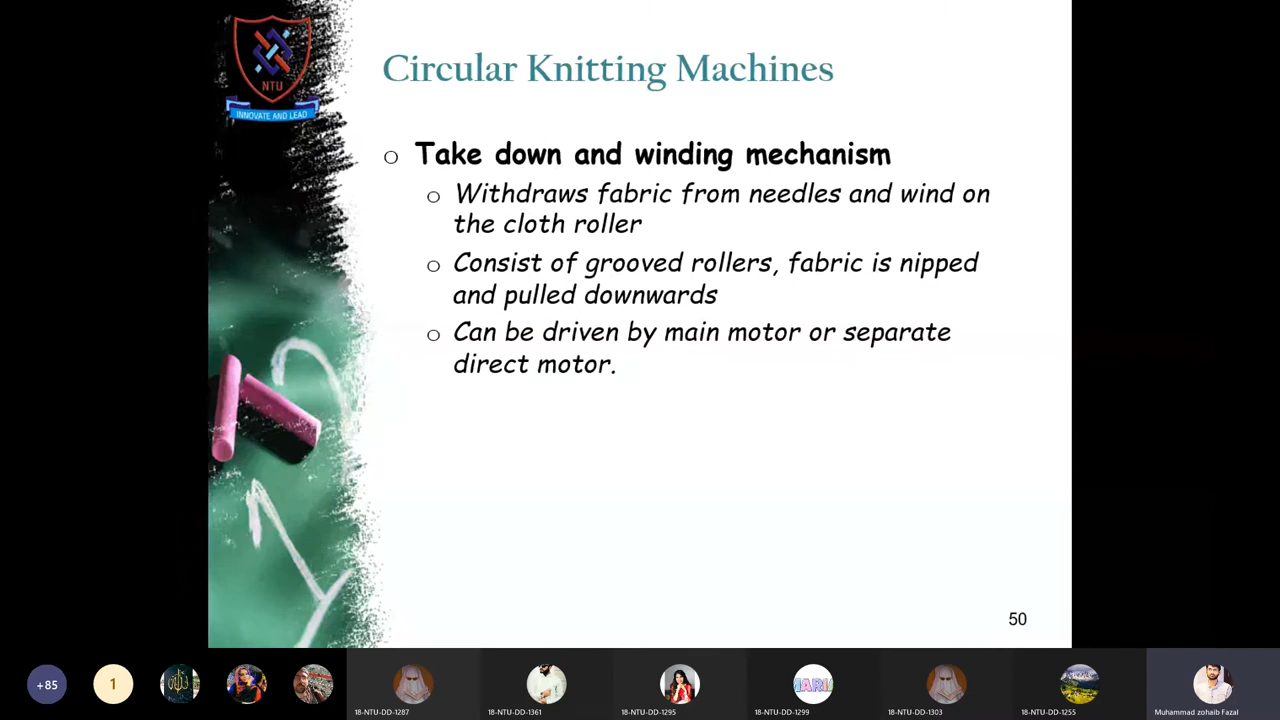 NTU
INNOVATE AND LEAD
Circular Knitting Machines
Take down and winding mechanism
Withdraws fabric from needles and wind on
the cloth roller
Consist of grooved rollers, fabric is nipped
and pulled downwards
Can be driven by main motor or separate
direct motor.
50
+85
1
MARIA
18-NTU-DD-1287
18-NTU-DD-1361
18-NTU-DD-1295
18-NTU-DD-1299
18-NTU-DD-1303
18-NTU-DD-1255
Muhammad zohaib Fazal